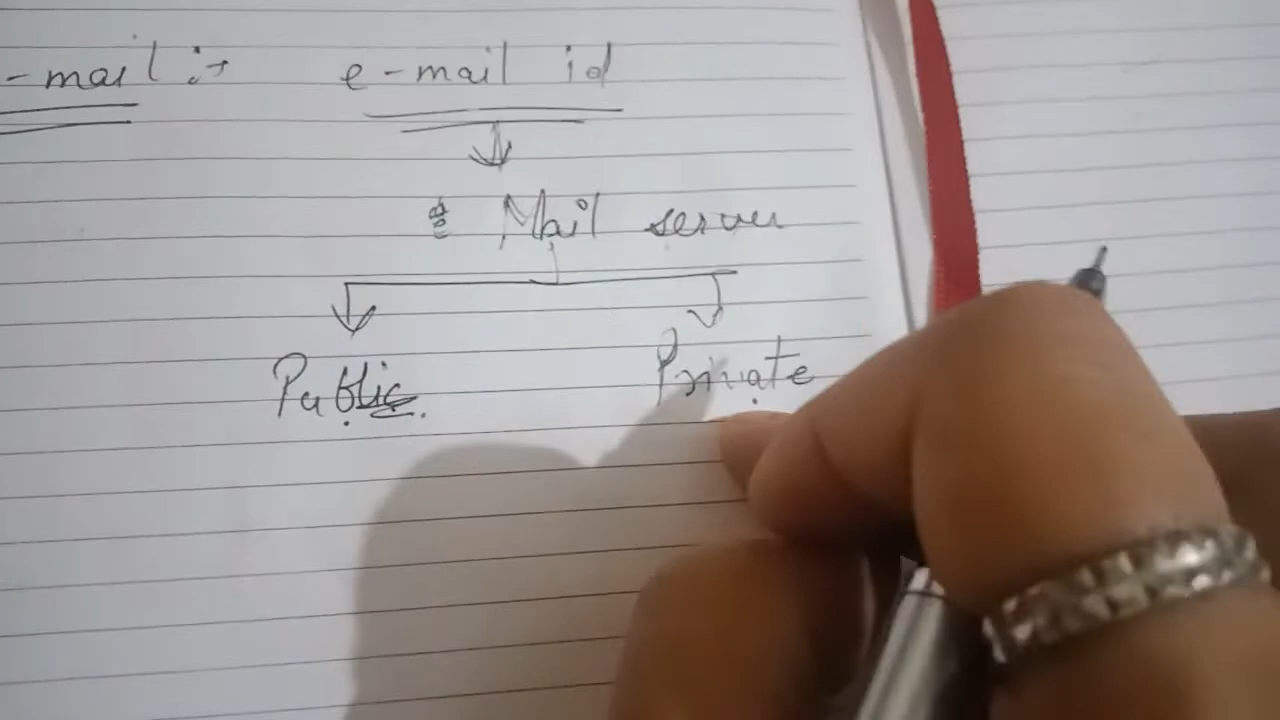 -mail :→ e-mail id
Mail server
Public. Private